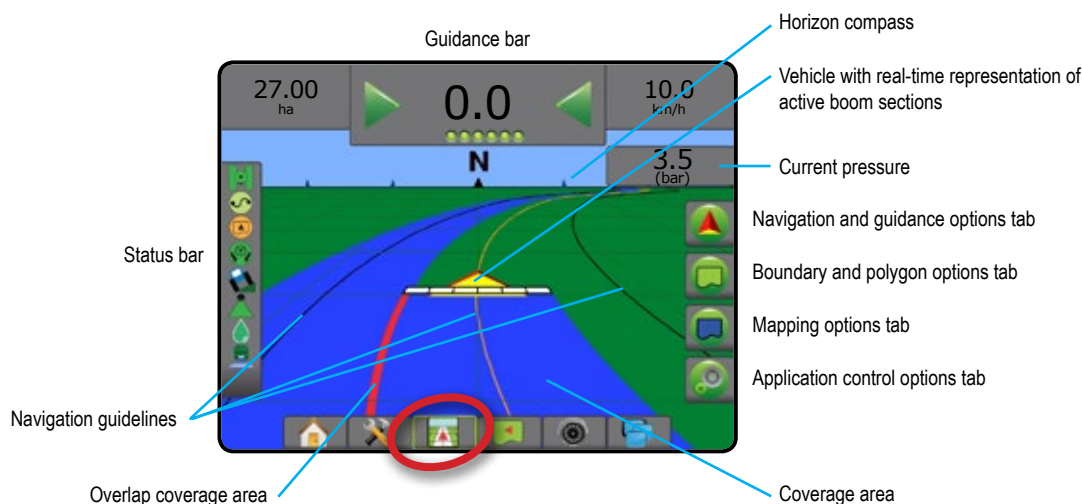 Horizon compass
Guidance bar
Vehicle with real-time representation of
active boom sections
27.00
ha
0.0
10.0
km/h
N
3.5
(bar)
Current pressure
Navigation and guidance options tab
Status bar
Boundary and polygon options tab
Mapping options tab
Application control options tab
Navigation guidelines
Overlap coverage area
Coverage area